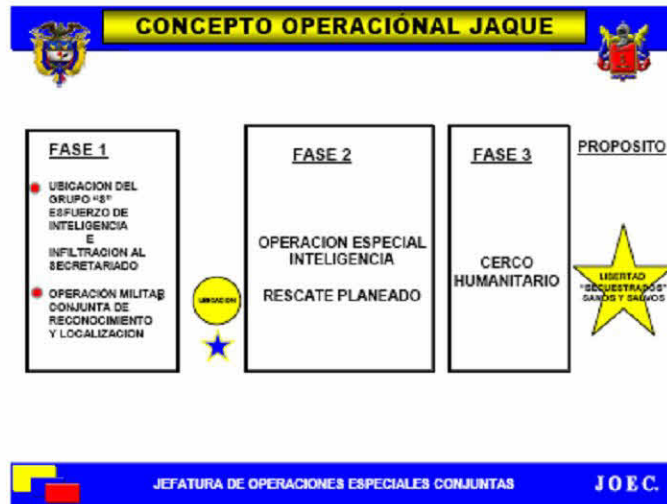 CONCEPTO OPERACIÓNAL JAQUE
FASE 1
UBICACION DEL
GRUPO "S"
ESFUERZO DE
INTELIGENCIA
E
INFILTRACION AL
SECRETARIADO
OPERACIÓN MILITAR
CONJUNTA DE
RECONOCIMIENTO
Y LOCALIZACION
UBICACION
FASE 2
OPERACION ESPECIAL
INTELIGENCIA
RESCATE PLANEADO
FASE 3
CERCO
HUMANITARIO
PROPOSITO
LIBERTAD
"SECUESTRADOS"
SANOS Y SALVOS
JEFATURA DE OPERACIONES ESPECIALES CONJUNTAS
J O E C.